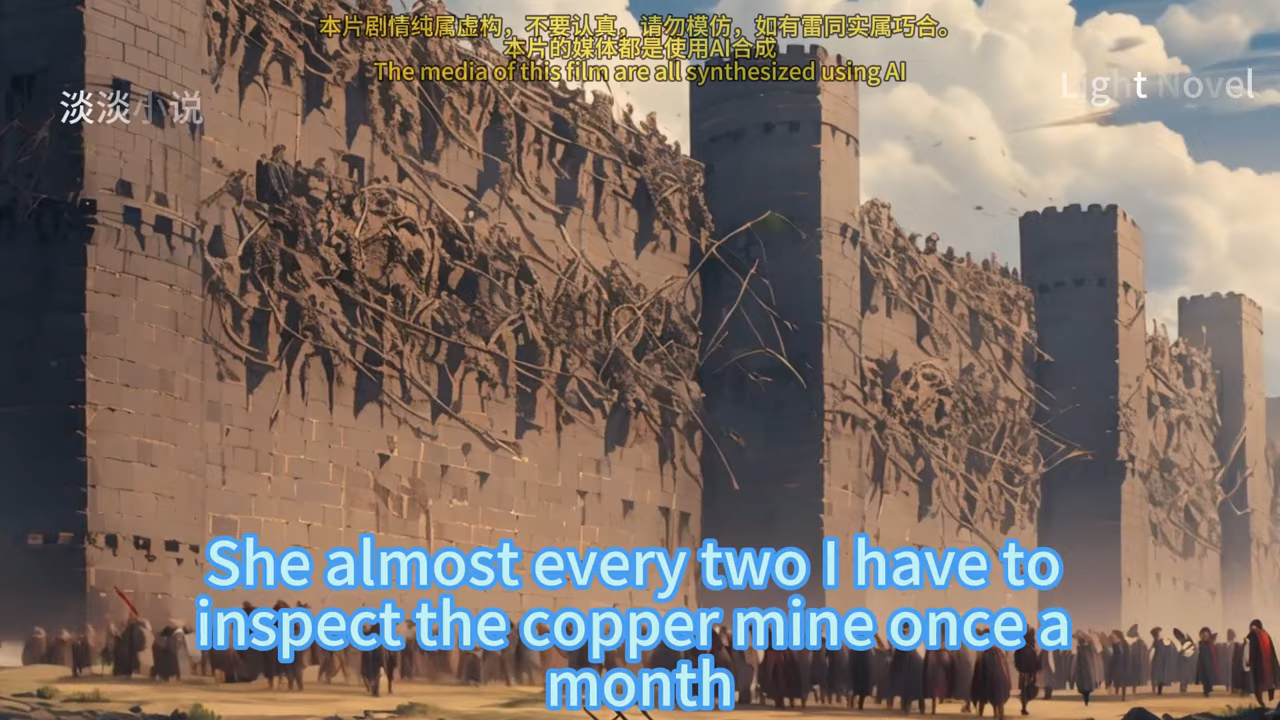 本片剧情纯属虚构，不要认真，请勿模仿，如有雷同实属巧合。
本片的媒体都是使用AI合成
The media of this film are all synthesized using AI
淡淡小说
Light Novel
She almost every two I have to
inspect the copper mine once a
month